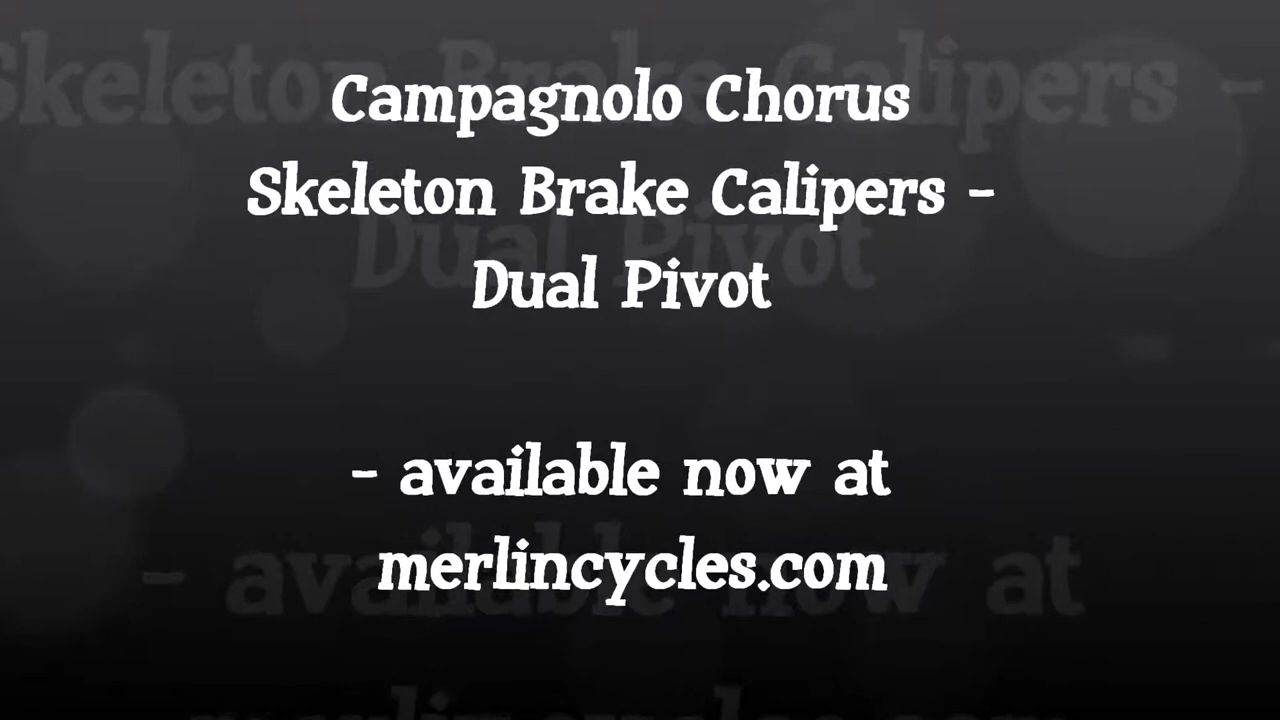 Campagnolo Chorus
Skeleton Brake Calipers -
Dual Pivot
- available now at
merlincycles.com